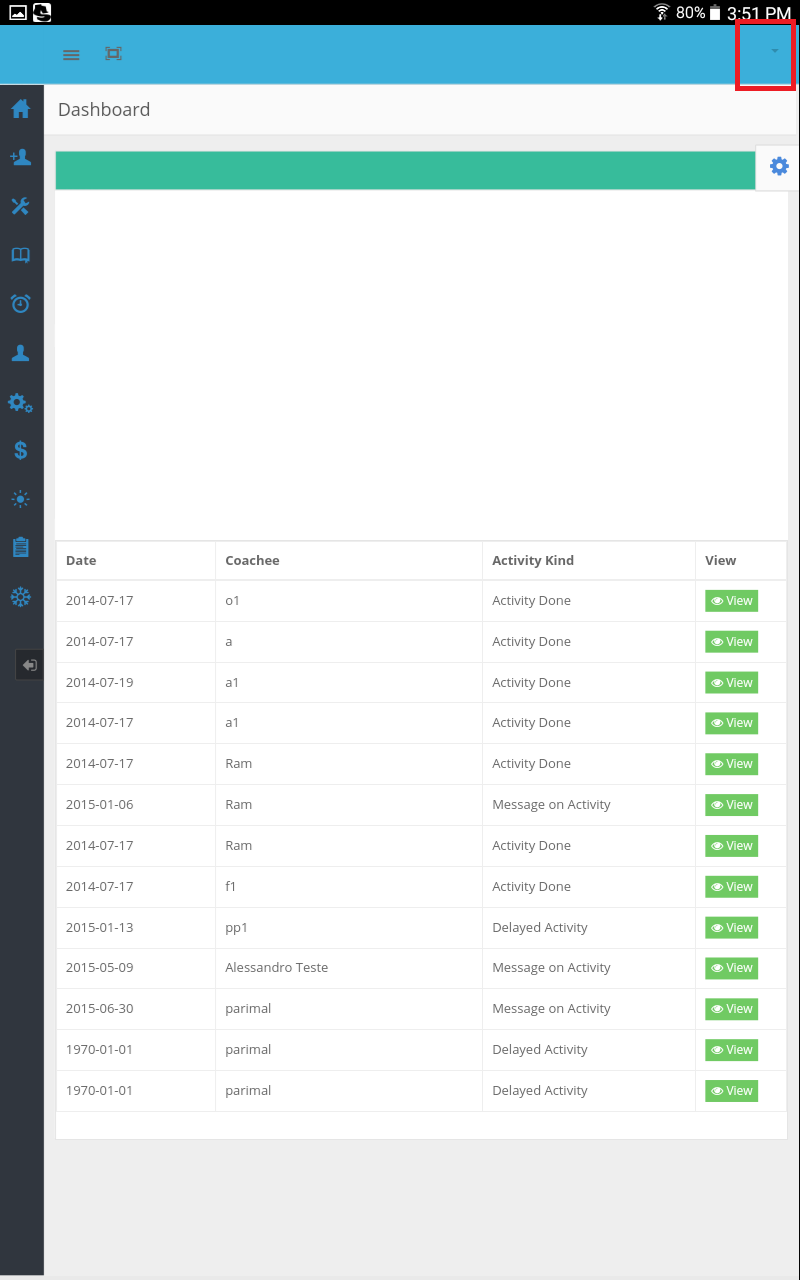 80% 3:51 PM
Dashboard
Date Coachee Activity Kind View
2014-07-17 o1 Activity Done View
2014-07-17 a Activity Done View
2014-07-19 a1 Activity Done View
2014-07-17 a1 Activity Done View
2014-07-17 Ram Activity Done View
2015-01-06 Ram Message on Activity View
2014-07-17 Ram Activity Done View
2014-07-17 f1 Activity Done View
2015-01-13 pp1 Delayed Activity View
2015-05-09 Alessandro Teste Message on Activity View
2015-06-30 parimal Message on Activity View
1970-01-01 parimal Delayed Activity View
1970-01-01 parimal Delayed Activity View